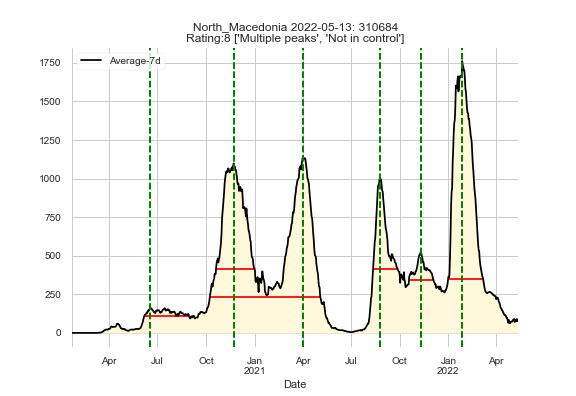 North_Macedonia 2022-05-13: 310684
Rating:8 ['Multiple peaks', 'Not in control']
Average-7d
1750
1500
1250
1000
750
500
250
0
Apr Jul Oct Jan Apr Jul Oct Jan Apr
2021 2022
Date